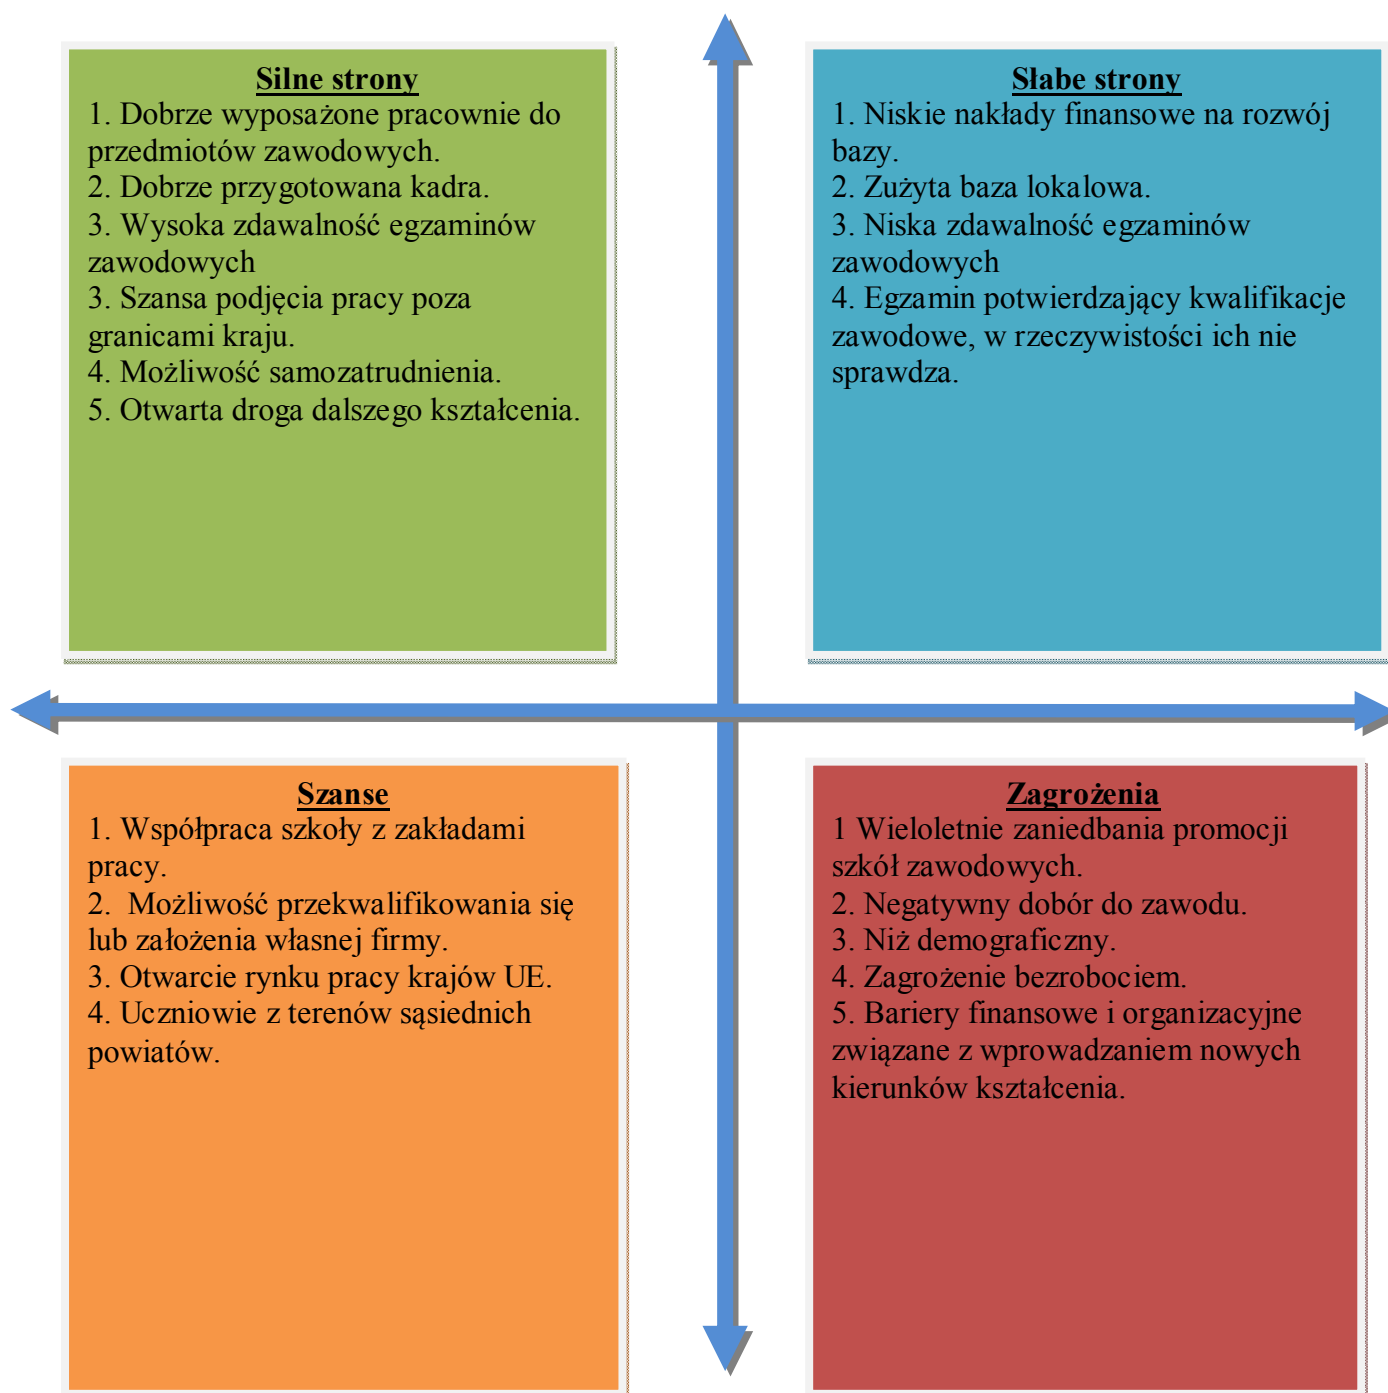 Silne strony
1. Dobrze wyposażone pracownie do
przedmiotów zawodowych.
2. Dobrze przygotowana kadra.
3. Wysoka zdawalność egzaminów
zawodowych
3. Szansa podjęcia pracy poza
granicami kraju.
4. Możliwość samozatrudnienia.
5. Otwarta droga dalszego kształcenia.
Słabe strony
1. Niskie nakłady finansowe na rozwój
bazy.
2. Zużyta baza lokalowa.
3. Niska zdawalność egzaminów
zawodowych
4. Egzamin potwierdzający kwalifikacje
zawodowe, w rzeczywistości ich nie
sprawdza.
Szanse
1. Współpraca szkoły z zakładami
pracy.
2.  Możliwość przekwalifikowania się
lub założenia własnej firmy.
3. Otwarcie rynku pracy krajów UE.
4. Uczniowie z terenów sąsiednich
powiatów.
Zagrożenia
1 Wieloletnie zaniedbania promocji
szkół zawodowych.
2. Negatywny dobór do zawodu.
3. Niż demograficzny.
4. Zagrożenie bezrobociem.
5. Bariery finansowe i organizacyjne
związane z wprowadzaniem nowych
kierunków kształcenia.